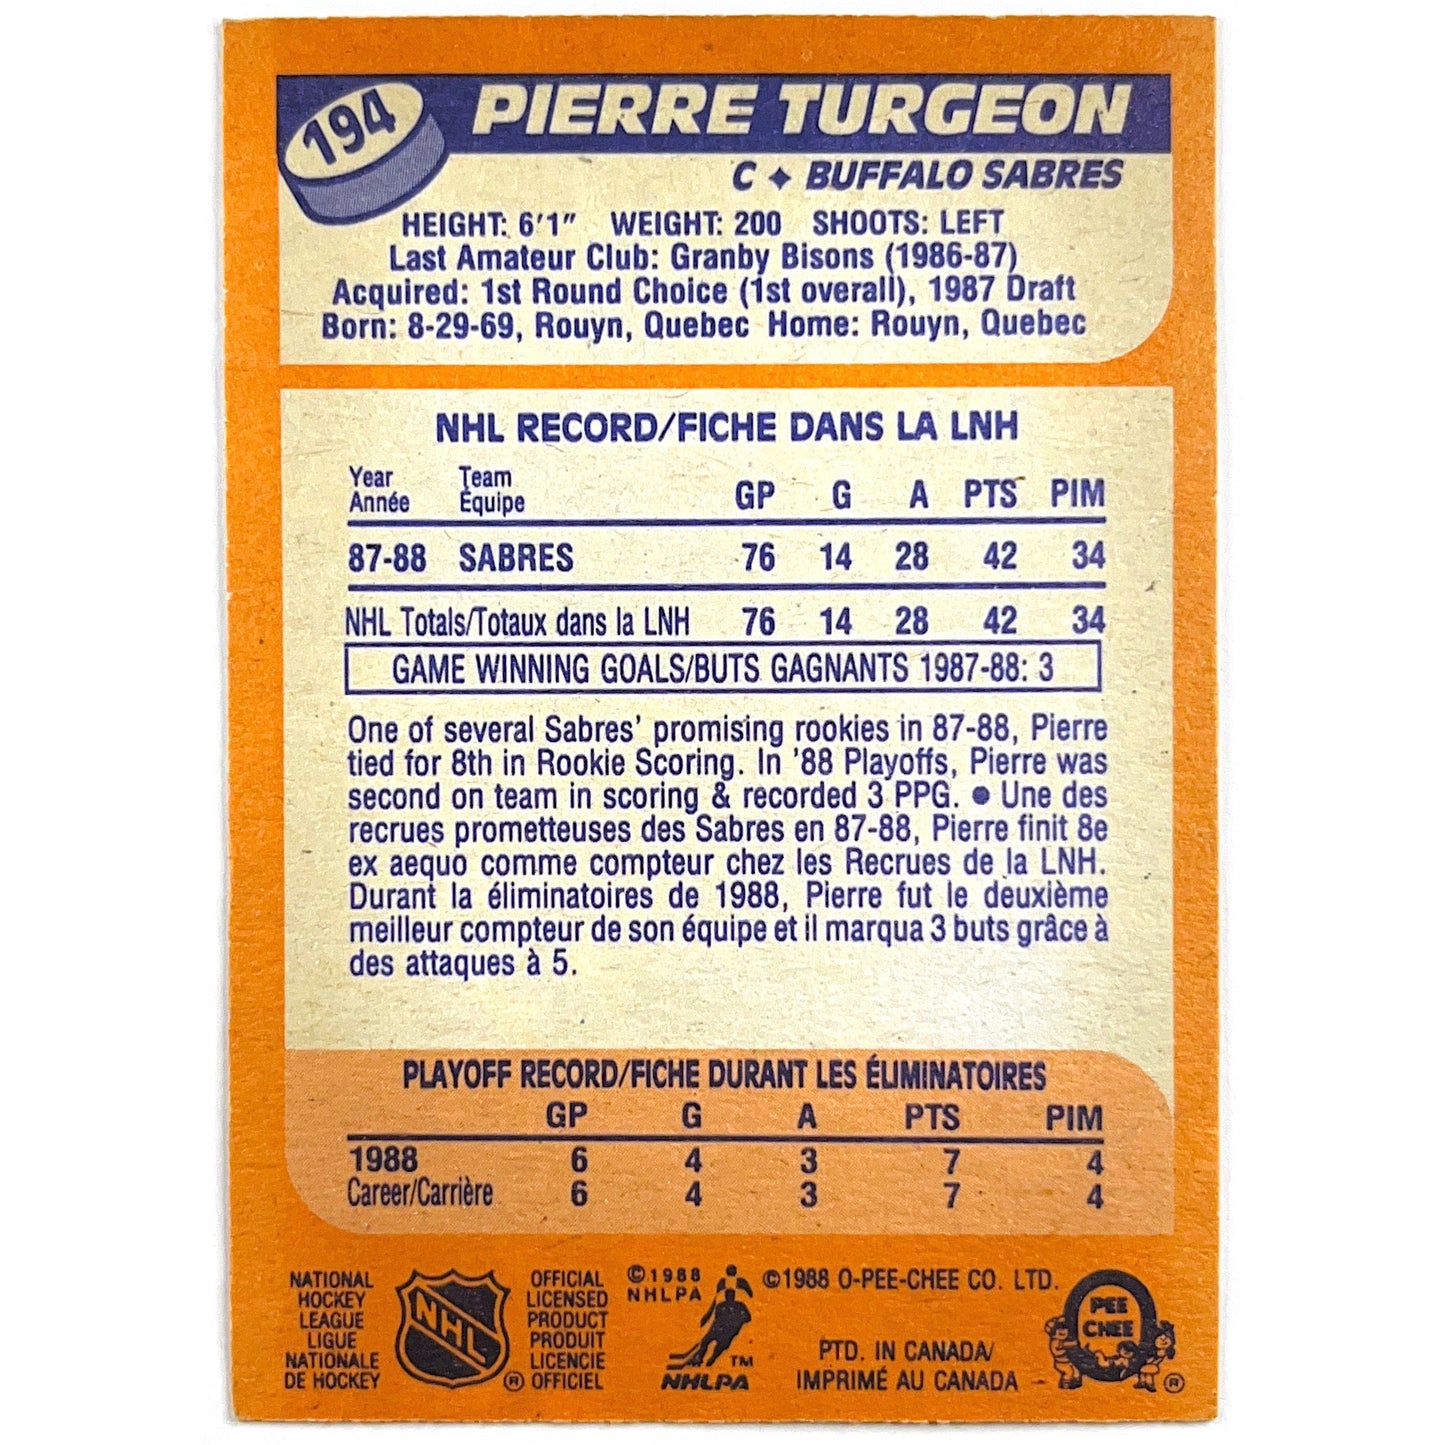 194
PIERRE TURGEON
C ✦ BUFFALO SABRES
HEIGHT: 6'1" WEIGHT: 200 SHOOTS: LEFT
Last Amateur Club: Granby Bisons (1986-87)
Acquired: 1st Round Choice (1st overall), 1987 Draft
Born: 8-29-69, Rouyn, Quebec Home: Rouyn, Quebec
NHL RECORD/FICHE DANS LA LNH
Year Team
Année Équipe GP G A PTS PIM
87-88 SABRES 76 14 28 42 34
NHL Totals/Totaux dans la LNH 76 14 28 42 34
GAME WINNING GOALS/BUTS GAGNANTS 1987-88: 3
One of several Sabres' promising rookies in 87-88, Pierre
tied for 8th in Rookie Scoring. In '88 Playoffs, Pierre was
second on team in scoring & recorded 3 PPG. ● Une des
recrues prometteuses des Sabres en 87-88, Pierre finit 8e
ex aequo comme compteur chez les Recrues de la LNH.
Durant la éliminatoires de 1988, Pierre fut le deuxième
meilleur compteur de son équipe et il marqua 3 buts grâce à
des attaques à 5.
PLAYOFF RECORD/FICHE DURANT LES ÉLIMINATOIRES
GP G A PTS PIM
1988 6 4 3 7 4
Career/Carrière 6 4 3 7 4
NATIONAL
HOCKEY
LEAGUE
LIGUE
NATIONALE
DE HOCKEY
NHL
®
OFFICIAL
LICENSED
PRODUCT
PRODUIT
LICENCIE
OFFICIEL
©1988
NHLPA
TM
NHLPA
©1988 O-PEE-CHEE CO. LTD.
PTD. IN CANADA/
IMPRIMÉ AU CANADA
O
PEE
CHEE
®